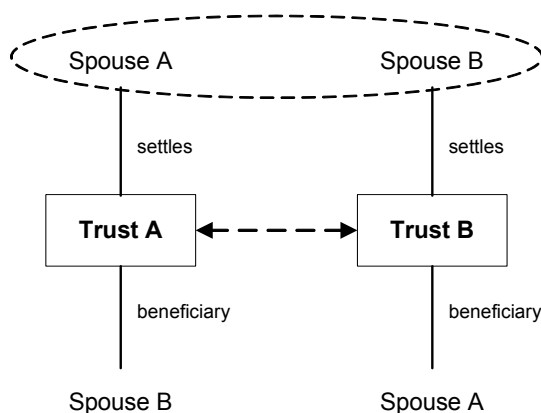 Spouse A Spouse B
settles settles
Trust A Trust B
beneficiary beneficiary
Spouse B Spouse A